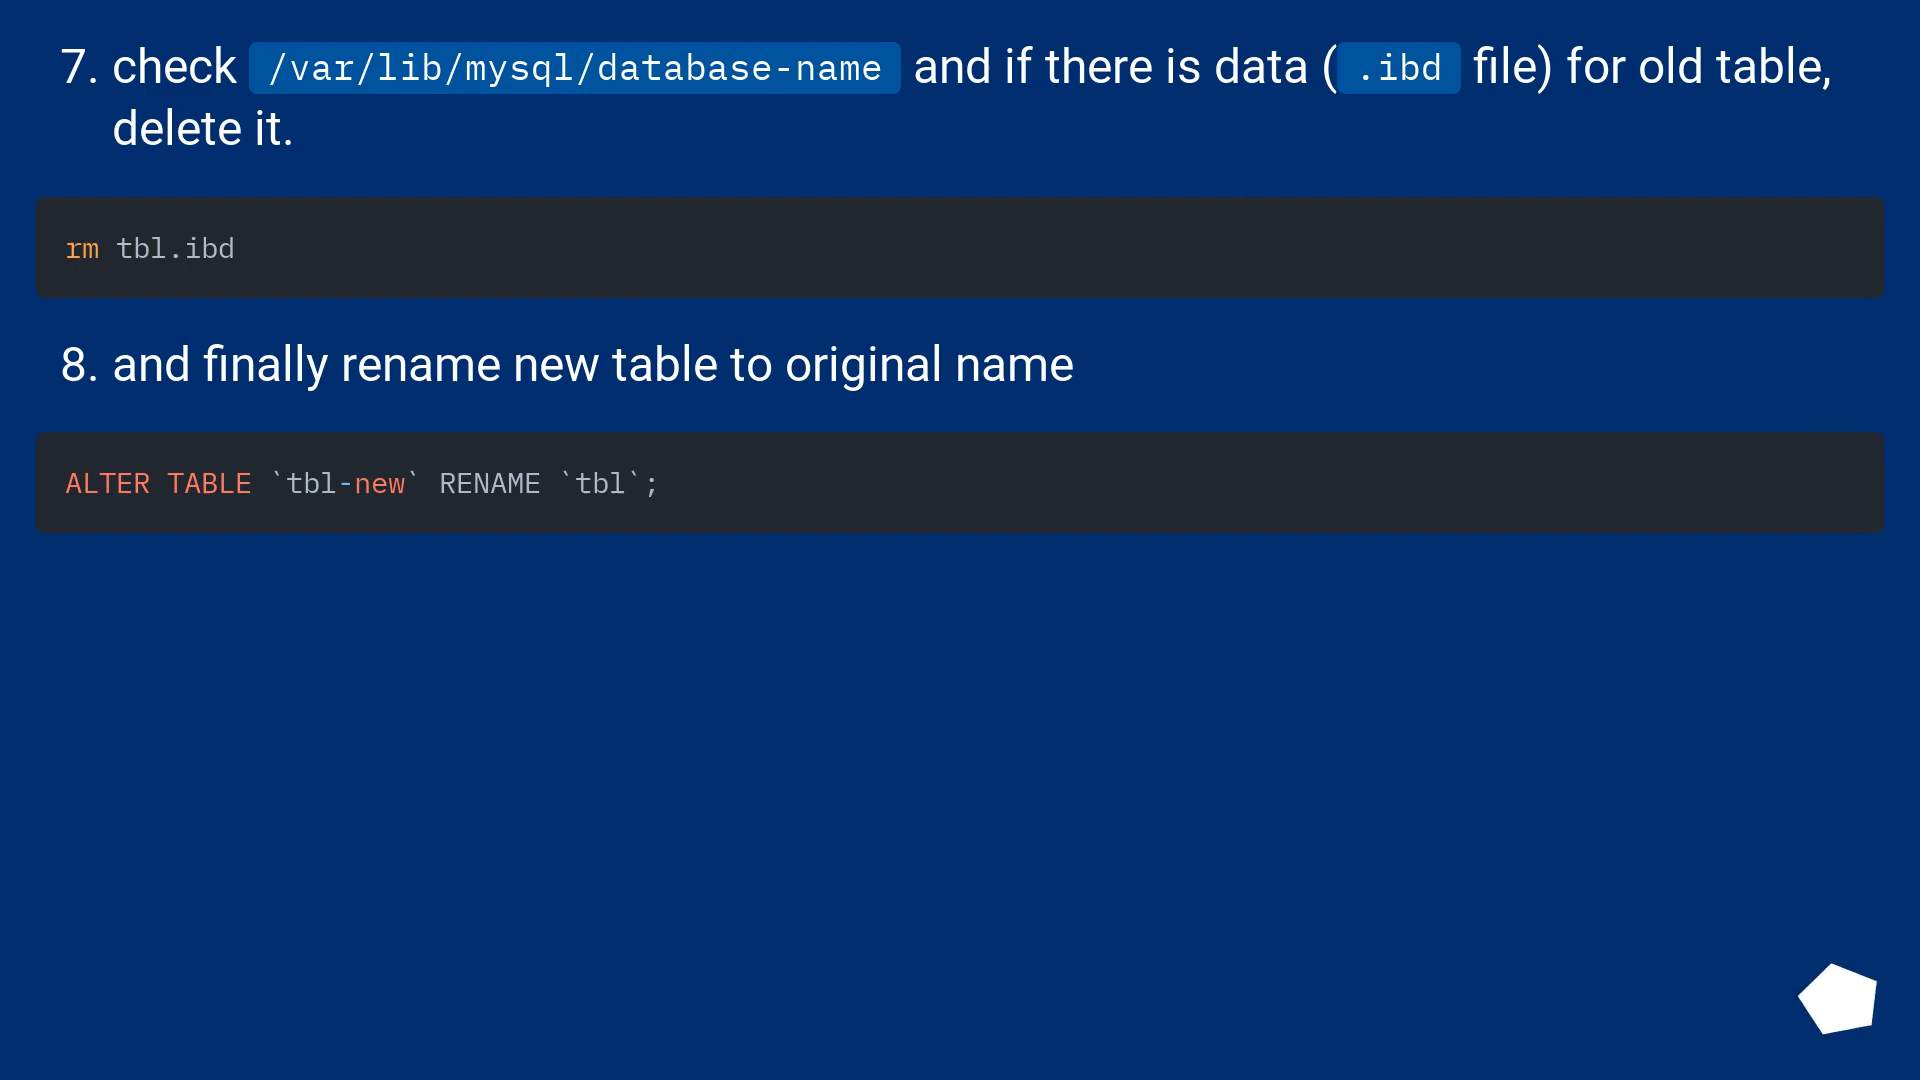 7. check /var/lib/mysql/database-name and if there is data (.ibd file) for old table,
delete it.
rm tbl.ibd
8. and finally rename new table to original name
ALTER TABLE `tbl-new` RENAME `tbl`;